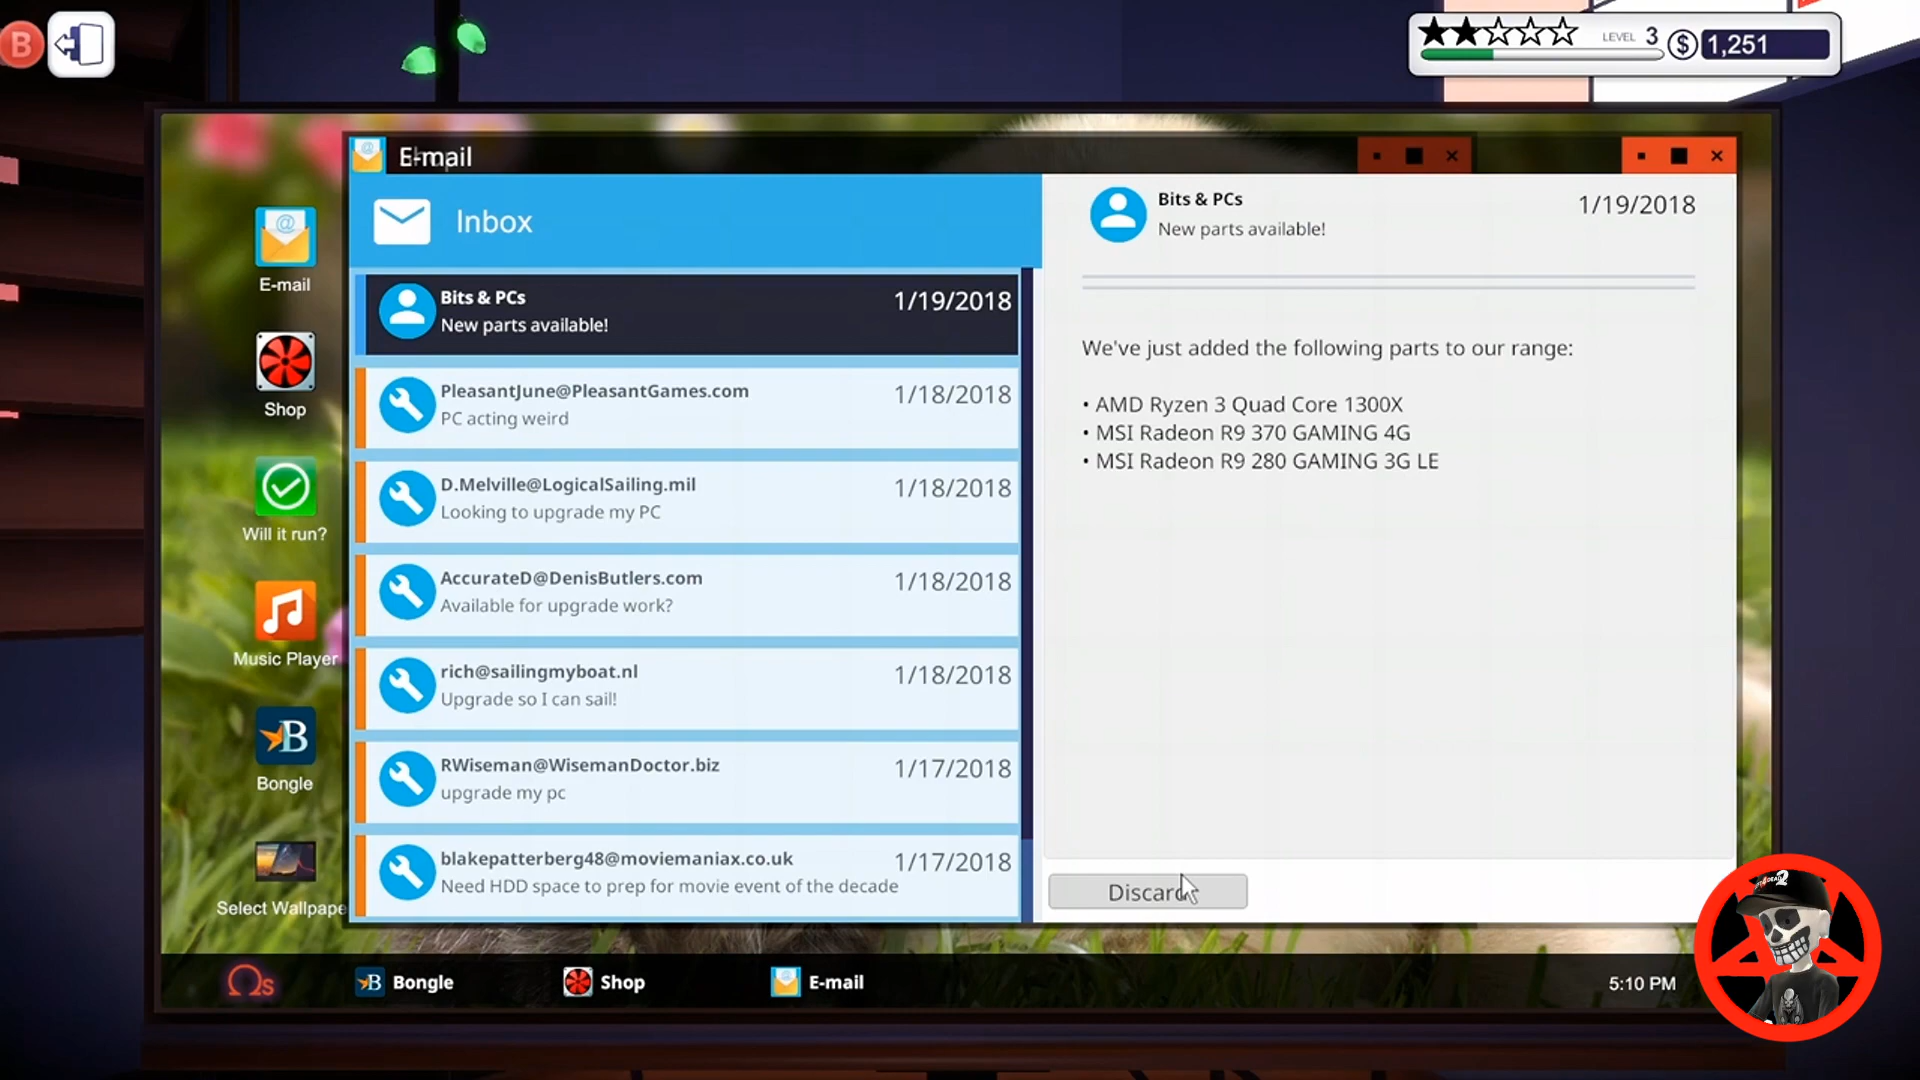 B
LEVEL 3
$ 1,251
E-mail
Inbox
Bits & PCs
1/19/2018
New parts available!
PleasantJune@PleasantGames.com
1/18/2018
PC acting weird
D.Melville@LogicalSailing.mil
1/18/2018
Looking to upgrade my PC
AccurateD@DenisButlers.com
1/18/2018
Available for upgrade work?
rich@sailingmyboat.nl
1/18/2018
Upgrade so I can sail!
RWiseman@WisemanDoctor.biz
1/17/2018
upgrade my pc
blakepatterberg48@moviemaniax.co.uk
1/17/2018
Need HDD space to prep for movie event of the decade
Bits & PCs
1/19/2018
New parts available!
We've just added the following parts to our range:
• AMD Ryzen 3 Quad Core 1300X
• MSI Radeon R9 370 GAMING 4G
• MSI Radeon R9 280 GAMING 3G LE
Discard
E-mail
Shop
Will it run?
Music Player
B
Bongle
Select Wallpape
Ωs
B
Bongle
Shop
E-mail
5:10 PM